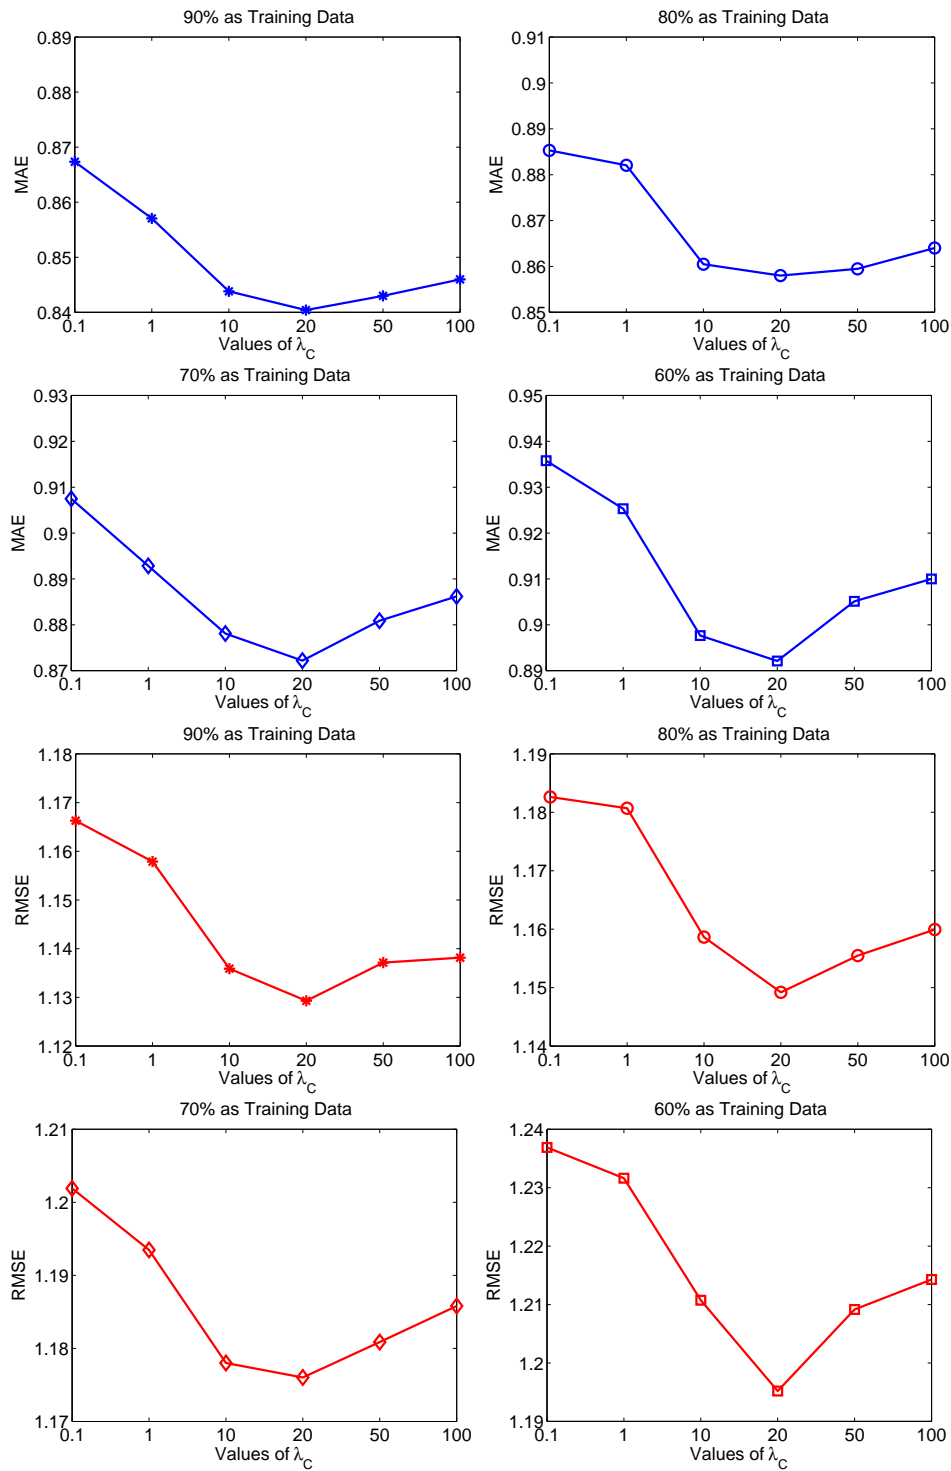 90% as Training Data
0.89
0.88
0.87
0.86
0.85
0.84
MAE
0.1 1 10 20 50 100
Values of λ_C
80% as Training Data
0.91
0.9
0.89
0.88
0.87
0.86
0.85
MAE
0.1 1 10 20 50 100
Values of λ_C
70% as Training Data
0.93
0.92
0.91
0.9
0.89
0.88
0.87
MAE
0.1 1 10 20 50 100
Values of λ_C
60% as Training Data
0.95
0.94
0.93
0.92
0.91
0.9
0.89
MAE
0.1 1 10 20 50 100
Values of λ_C
90% as Training Data
1.18
1.17
1.16
1.15
1.14
1.13
1.12
RMSE
0.1 1 10 20 50 100
Values of λ_C
80% as Training Data
1.19
1.18
1.17
1.16
1.15
1.14
RMSE
0.1 1 10 20 50 100
Values of λ_C
70% as Training Data
1.21
1.2
1.19
1.18
1.17
RMSE
0.1 1 10 20 50 100
Values of λ_C
60% as Training Data
1.24
1.23
1.22
1.21
1.2
1.19
RMSE
0.1 1 10 20 50 100
Values of λ_C